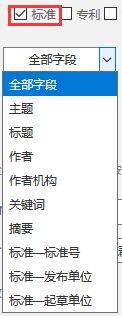 标准 专利
全部字段
全部字段
主题
标题
作者
作者机构
关键词
摘要
标准—标准号
标准—发布单位
标准—起草单位